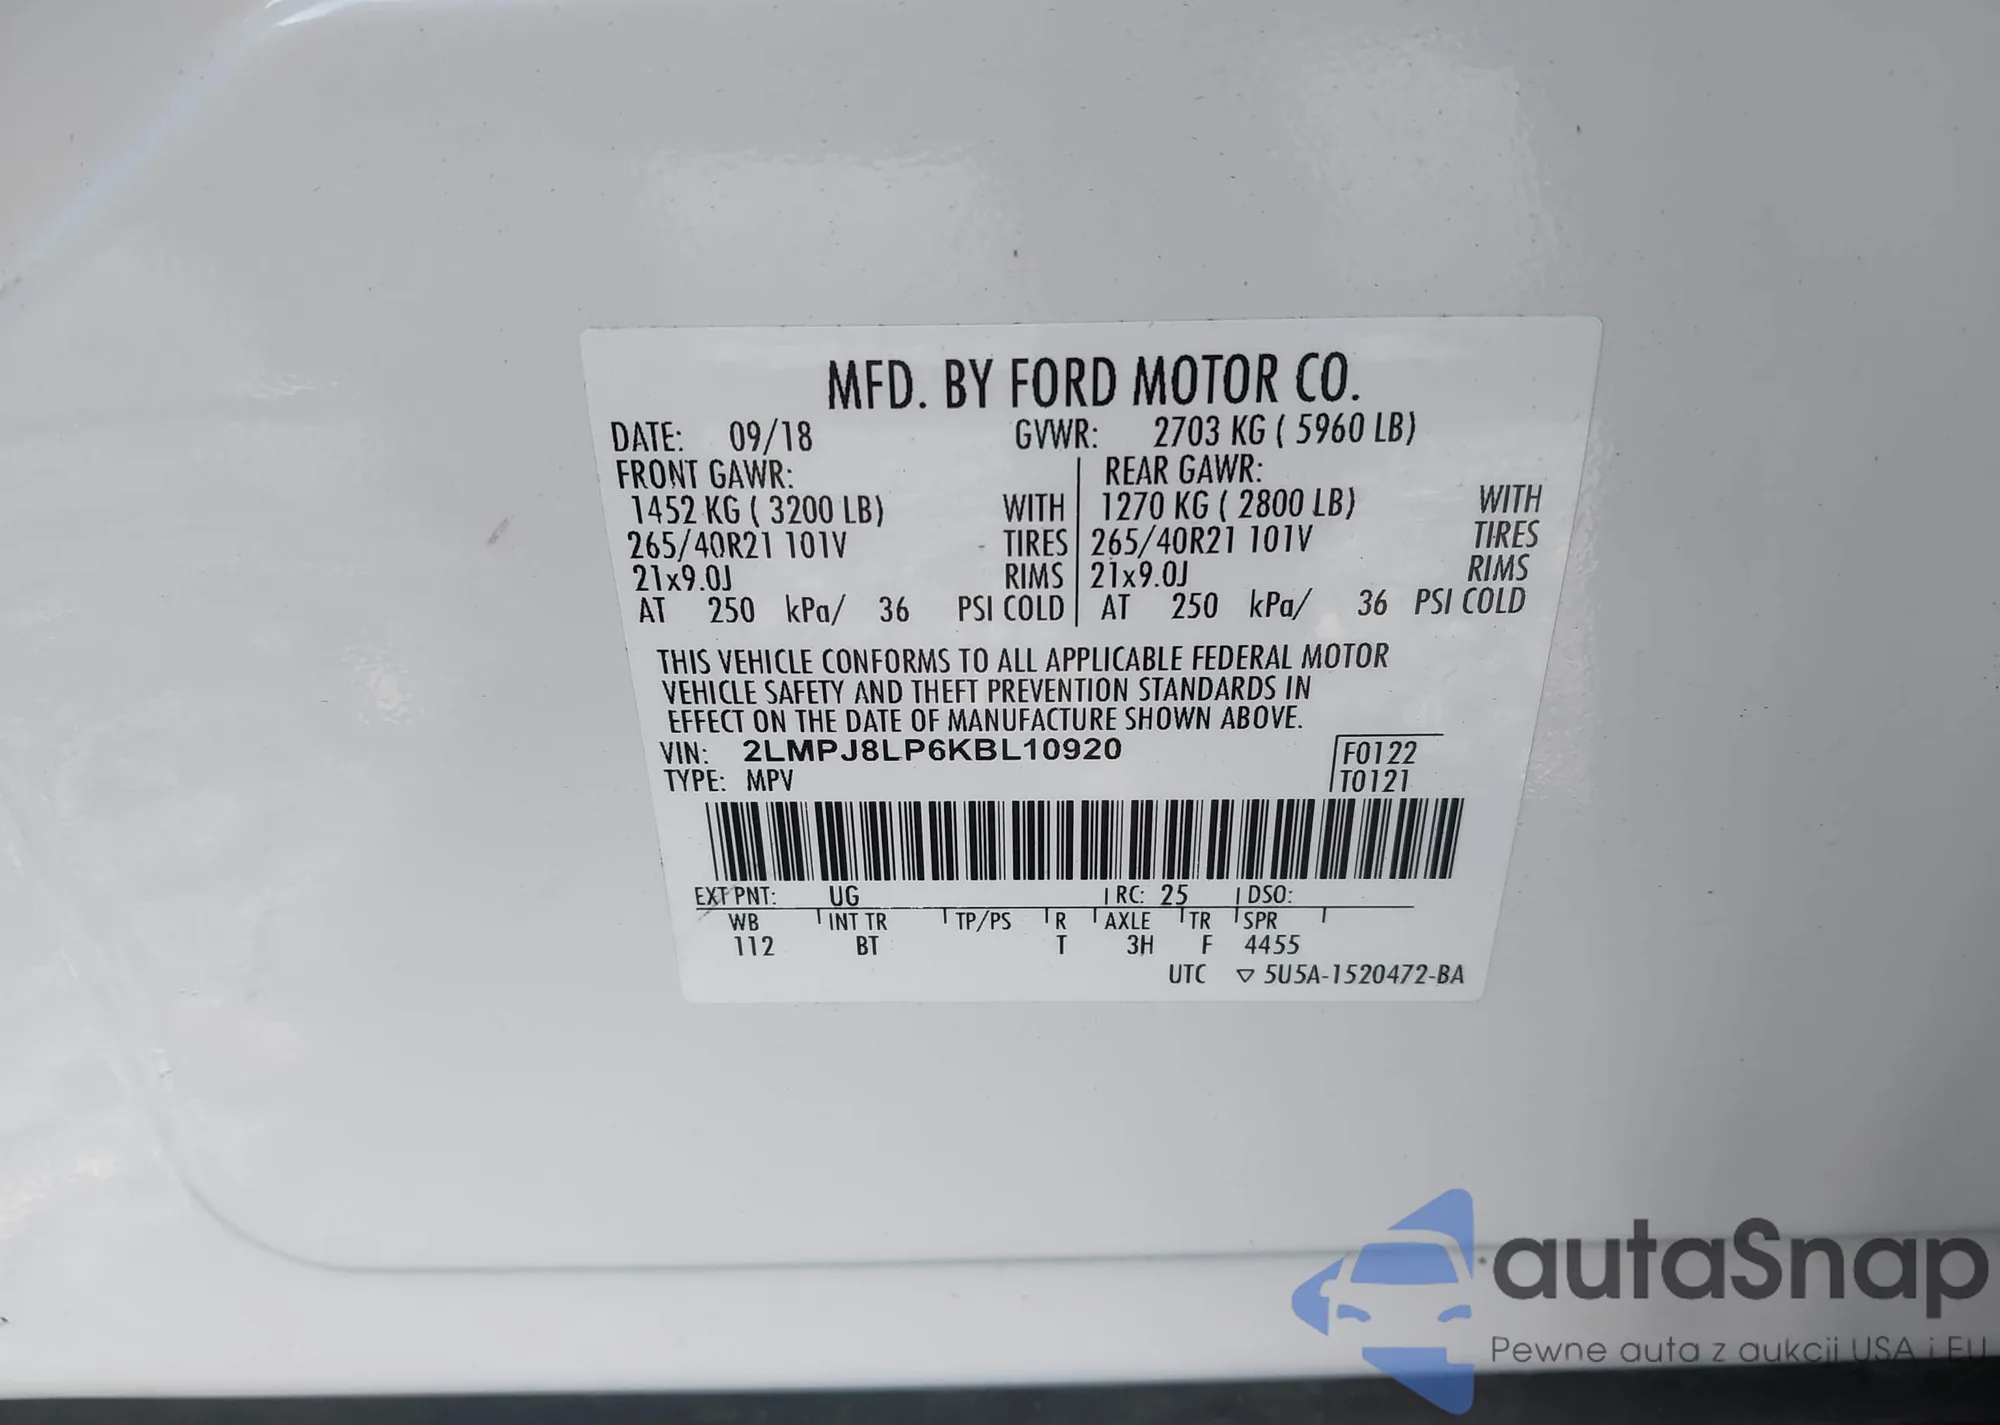 MFD. BY FORD MOTOR CO.
DATE: 09/18 GVWR: 2703 KG ( 5960 LB)
FRONT GAWR: REAR GAWR:
1452 KG ( 3200 LB) WITH 1270 KG ( 2800 LB) WITH
265/40R21 101V TIRES 265/40R21 101V TIRES
21x9.0J RIMS 21x9.0J RIMS
AT 250 kPa/ 36 PSI COLD AT 250 kPa/ 36 PSI COLD
THIS VEHICLE CONFORMS TO ALL APPLICABLE FEDERAL MOTOR
VEHICLE SAFETY AND THEFT PREVENTION STANDARDS IN
EFFECT ON THE DATE OF MANUFACTURE SHOWN ABOVE.
VIN: 2LMPJ8LP6KBL10920 F0122
TYPE: MPV T0121
EXT PNT: UG RC: 25 DSO:
WB INT TR TP/PS R AXLE TR SPR
112 BT T 3H F 4455
UTC ▽ 5U5A-1520472-BA
autaSnap
Pewne auta z aukcji USA i EU